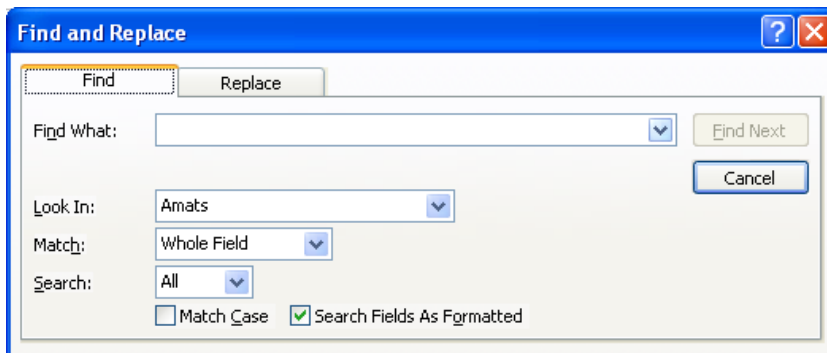 Find and Replace
Find Replace
Find What: Find Next
Cancel
Look In: Amats
Match: Whole Field
Search: All
Match Case Search Fields As Formatted